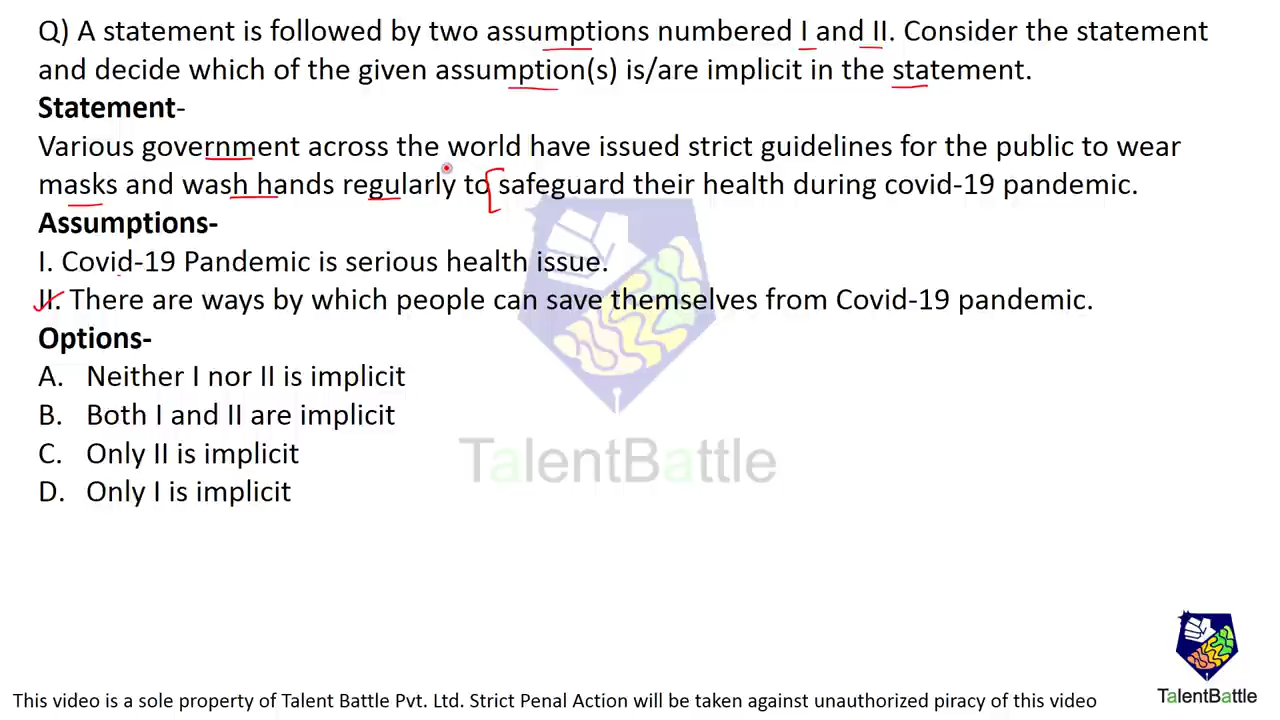 Q) A statement is followed by two assumptions numbered I and II. Consider the statement
and decide which of the given assumption(s) is/are implicit in the statement.
Statement-
Various government across the world have issued strict guidelines for the public to wear
masks and wash hands regularly to safeguard their health during covid-19 pandemic.
Assumptions-
I. Covid-19 Pandemic is serious health issue.
II. There are ways by which people can save themselves from Covid-19 pandemic.
Options-
A. Neither I nor II is implicit
B. Both I and II are implicit
C. Only II is implicit
TalentBattle
D. Only I is implicit
TalentBattle
This video is a sole property of Talent Battle Pvt. Ltd. Strict Penal Action will be taken against unauthorized piracy of this video